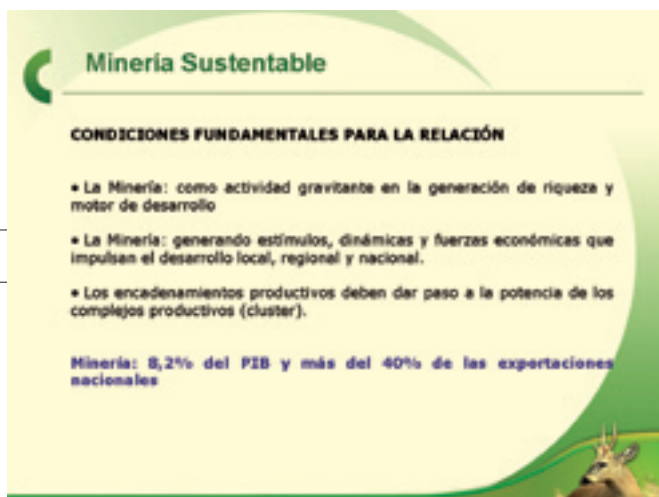 Minería Sustentable
CONDICIONES FUNDAMENTALES PARA LA RELACIÓN
• La Minería: como actividad gravitante en la generación de riqueza y
motor de desarrollo
• La Minería: generando estímulos, dinámicas y fuerzas económicas que
impulsan el desarrollo local, regional y nacional.
• Los encadenamientos productivos deben dar paso a la potencia de los
complejos productivos (cluster).
Minería: 8,2% del PIB y más del 40% de las exportaciones
nacionales